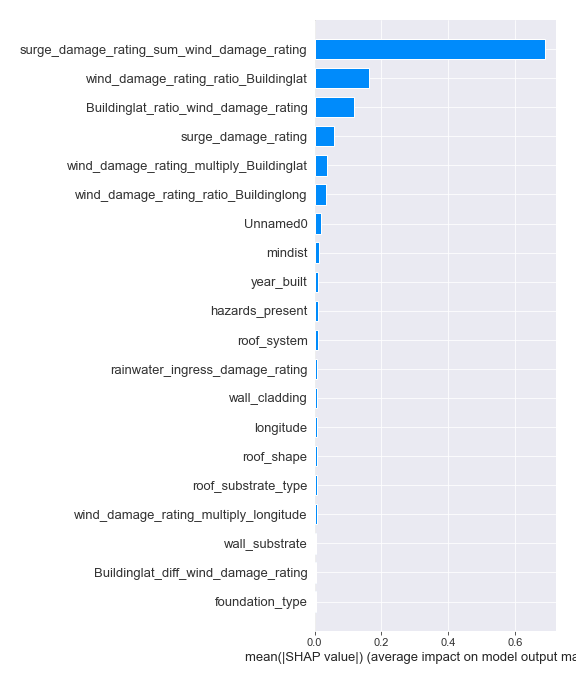 surge_damage_rating_sum_wind_damage_rating
wind_damage_rating_ratio_Buildinglat
Buildinglat_ratio_wind_damage_rating
surge_damage_rating
wind_damage_rating_multiply_Buildinglat
wind_damage_rating_ratio_Buildinglong
Unnamed0
mindist
year_built
hazards_present
roof_system
rainwater_ingress_damage_rating
wall_cladding
longitude
roof_shape
roof_substrate_type
wind_damage_rating_multiply_longitude
wall_substrate
Buildinglat_diff_wind_damage_rating
foundation_type
0.0 0.2 0.4 0.6
mean(|SHAP value|) (average impact on model output ma